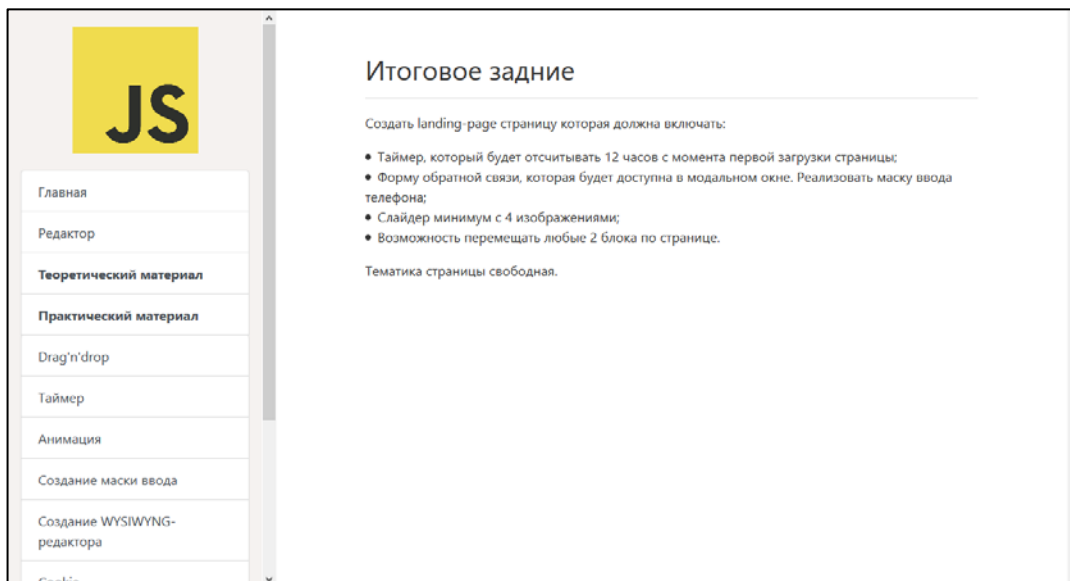 JS
Главная
Редактор
Теоретический материал
Практический материал
Drag'n'drop
Таймер
Анимация
Создание маски ввода
Создание WYSIWYNG-
редактора
Итоговое задние
Создать landing-page страницу которая должна включать:
• Таймер, который будет отсчитывать 12 часов с момента первой загрузки страницы;
• Форму обратной связи, которая будет доступна в модальном окне. Реализовать маску ввода
телефона;
• Слайдер минимум с 4 изображениями;
• Возможность перемещать любые 2 блока по странице.
Тематика страницы свободная.